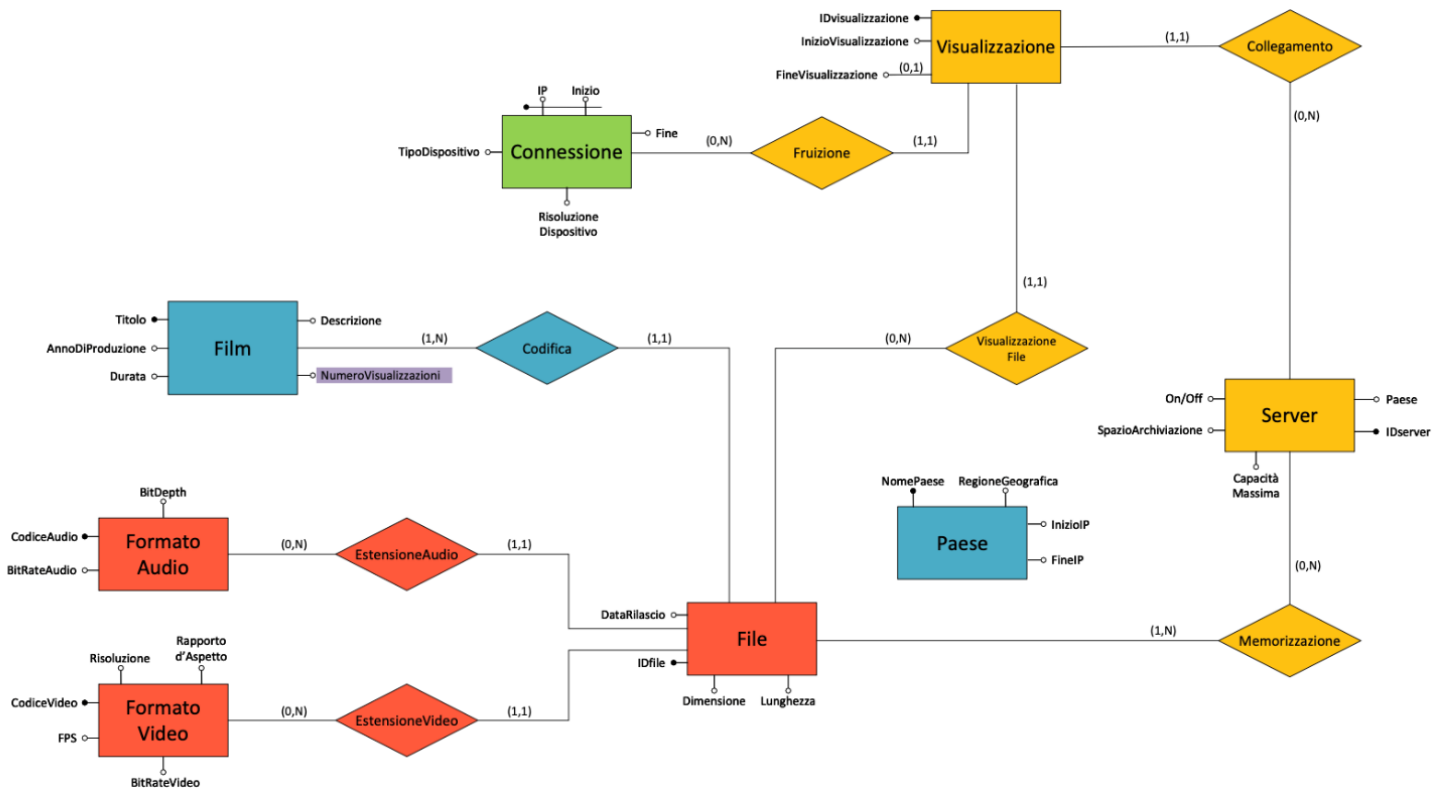 IDvisualizzazione
InizioVisualizzazione
FineVisualizzazione
(0,1)
Visualizzazione
(1,1)
Collegamento
(0,N)
IP
Inizio
Fine
TipoDispositivo
Connessione
Risoluzione
Dispositivo
(0,N)
Fruizione
(1,1)
(1,1)
Titolo
AnnoDiProduzione
Durata
Film
Descrizione
NumeroVisualizzazioni
(1,N)
Codifica
(1,1)
(0,N)
Visualizzazione
File
On/Off
SpazioArchiviazione
Server
Paese
IDserver
Capacità
Massima
BitDepth
CodiceAudio
BitRateAudio
Formato
Audio
(0,N)
EstensioneAudio
(1,1)
NomePaese
RegioneGeografica
Paese
InizioIP
FineIP
(0,N)
DataRilascio
IDfile
File
Dimensione
Lunghezza
(1,N)
Memorizzazione
Risoluzione
Rapporto
d'Aspetto
CodiceVideo
FPS
Formato
Video
BitRateVideo
(0,N)
EstensioneVideo
(1,1)